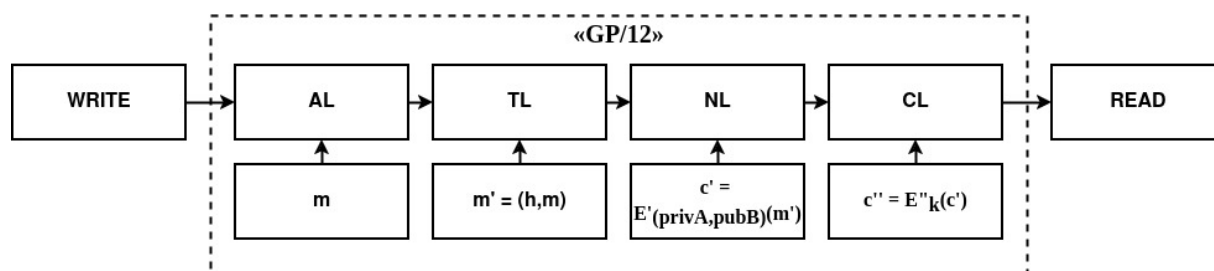 «GP/12»
WRITE
AL
TL
NL
CL
READ
m
m' = (h,m)
c' =
E'(privA,pubB)(m')
c'' = E''k(c')